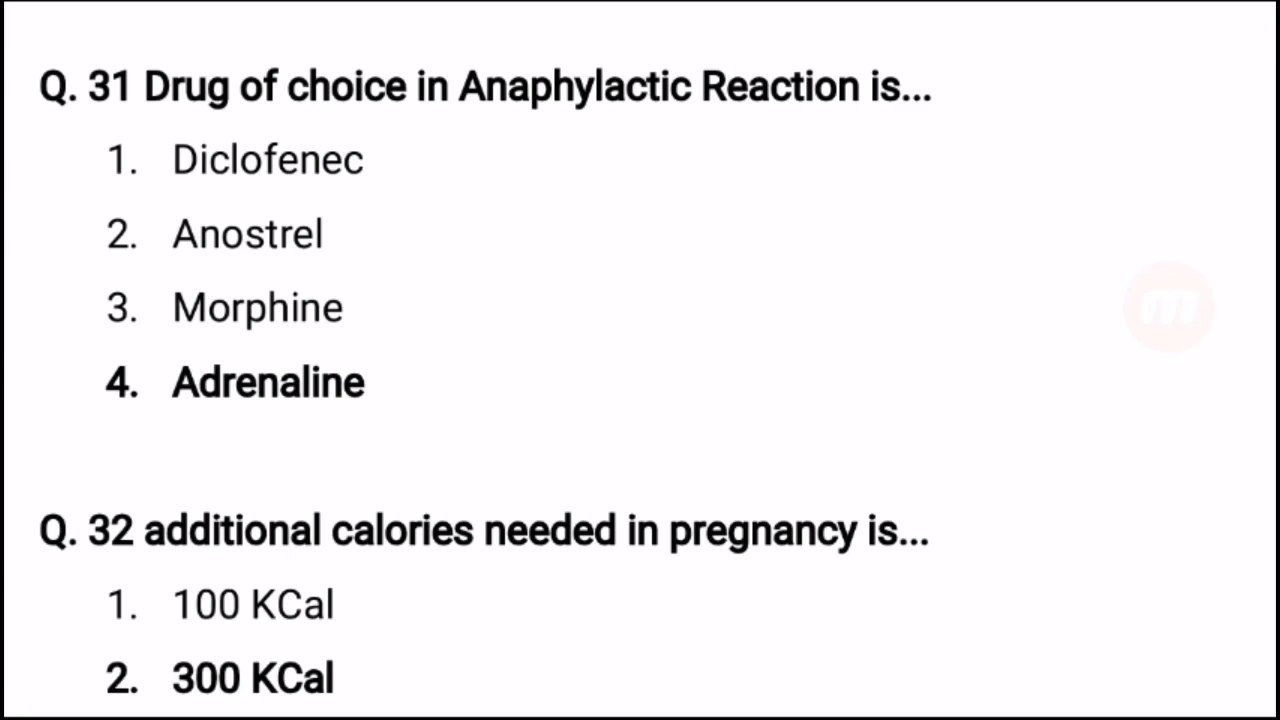 Q. 31 Drug of choice in Anaphylactic Reaction is...
1. Diclofenec
2. Anostrel
3. Morphine
4. Adrenaline
Q. 32 additional calories needed in pregnancy is...
1. 100 KCal
2. 300 KCal